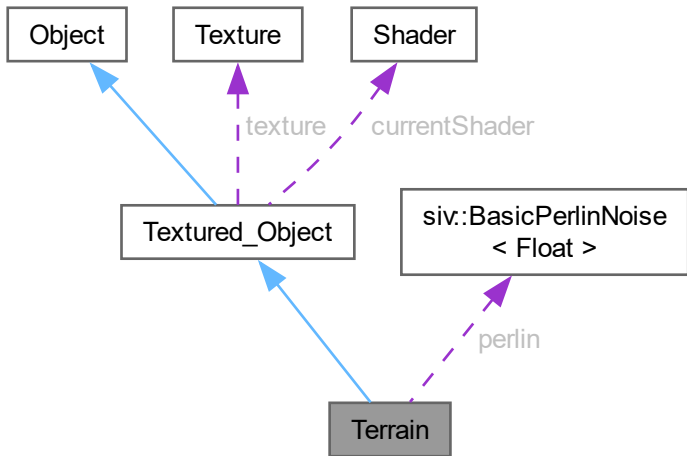 Object
Texture
Shader
texture
currentShader
Textured_Object
siv::BasicPerlinNoise
< Float >
perlin
Terrain